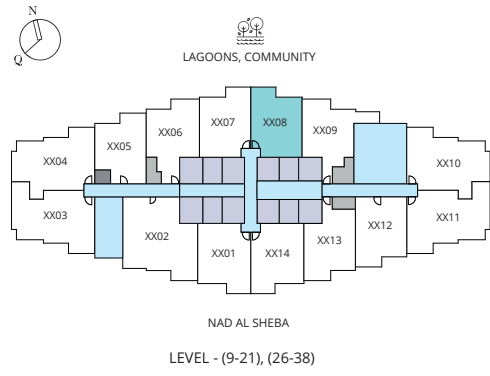 N
Q
LAGOONS, COMMUNITY
XX07
XX08
XX06
XX09
XX05
XX04
XX10
XX03
XX11
XX02
XX12
XX13
XX01
XX14
NAD AL SHEBA
LEVEL - (9-21), (26-38)